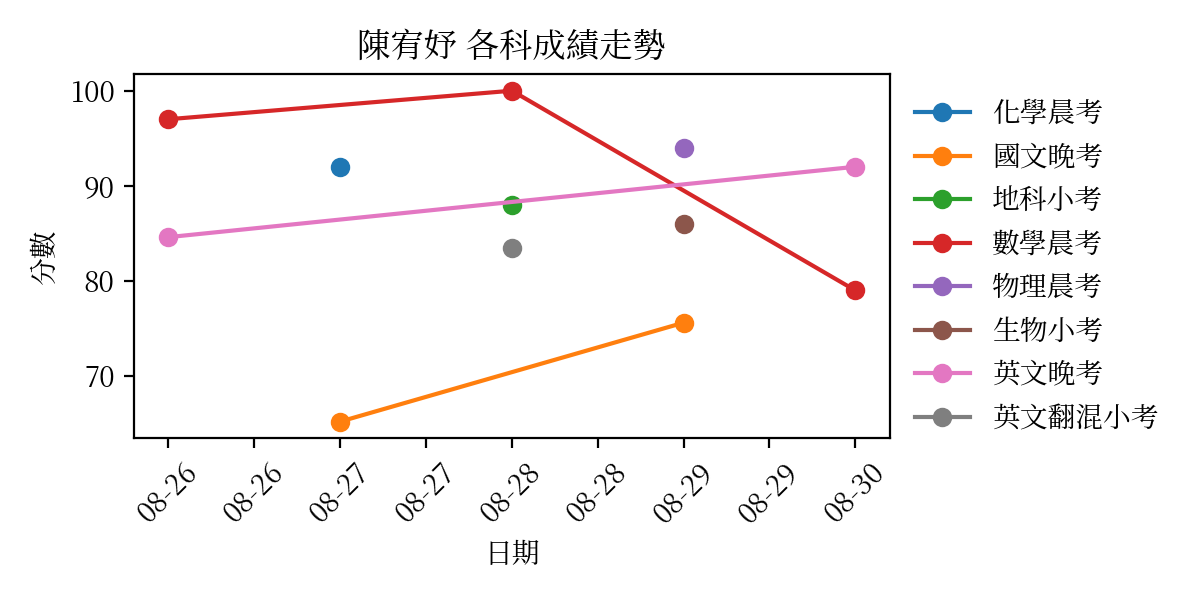 陳宥妤 各科成績走勢
分數
100
90
80
70
08-26
08-26
08-27
08-27
08-28
08-28
08-29
08-29
08-30
日期
化學晨考
國文晚考
地科小考
數學晨考
物理晨考
生物小考
英文晚考
英文翻混小考